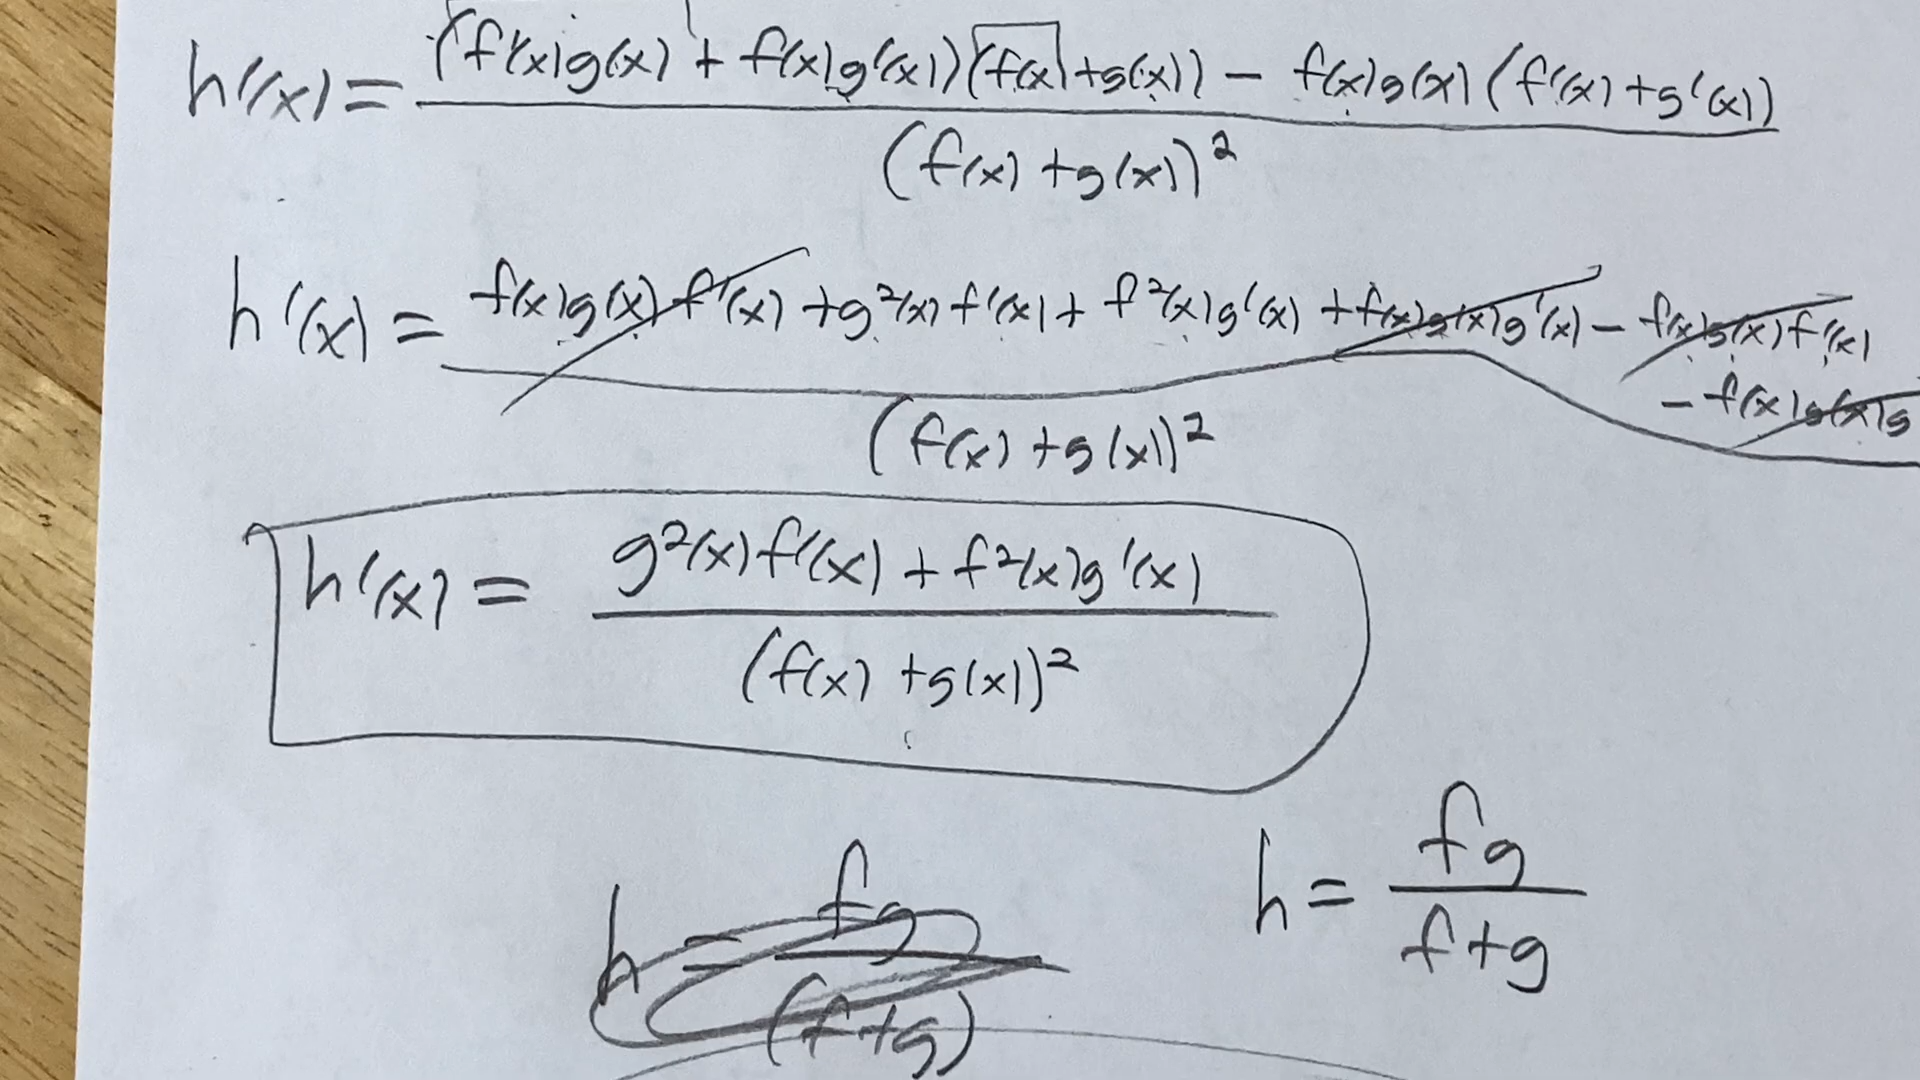 h'(x) = (f'(x)g(x) + f(x)g'(x))(f(x)+g(x)) − f(x)g(x)(f'(x)+g'(x))
(f(x)+g(x))²
h'(x) = f(x)g(x)f'(x) + g²(x)f'(x) + f²(x)g'(x) + f(x)g(x)g'(x) − f(x)g(x)f'(x)
− f(x)g(x)g
(f(x)+g(x))²
h'(x) = g²(x)f'(x) + f²(x)g'(x)
(f(x)+g(x))²
h = fg
(f+g)
h = fg
f+g